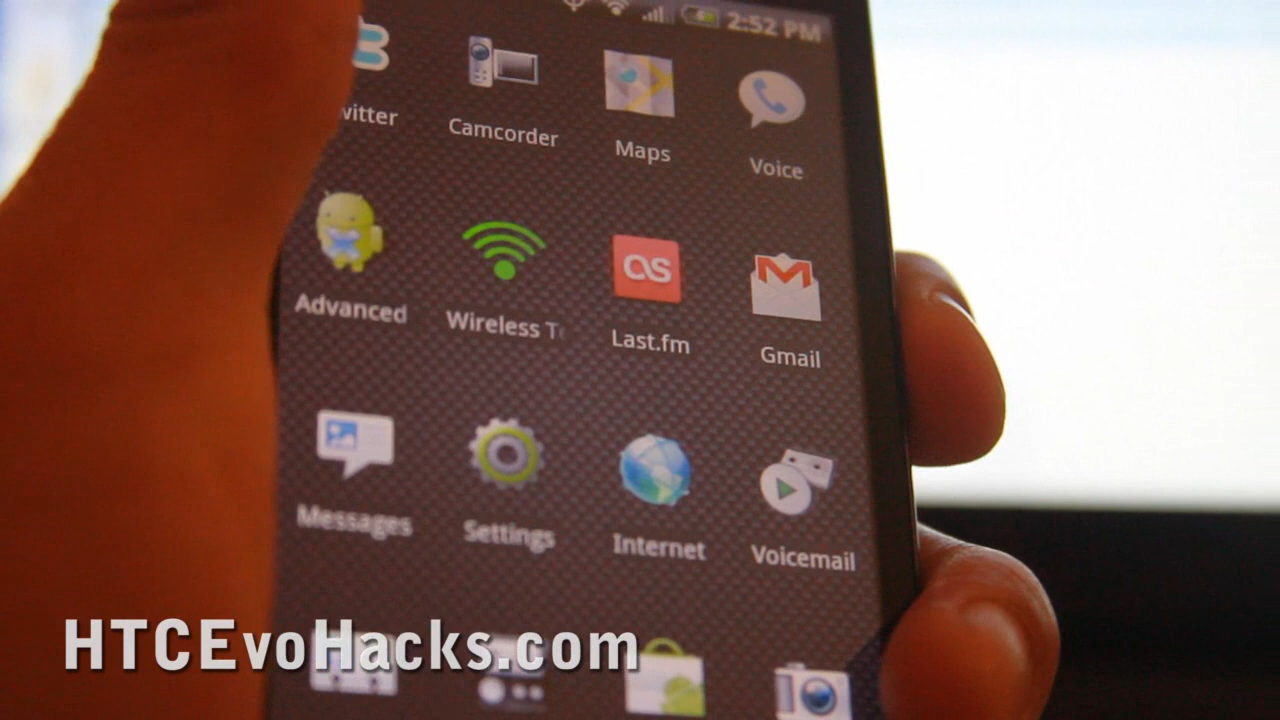 2:52 PM
witter Camcorder Maps Voice
Advanced Wireless Last.fm Gmail
Messages Settings Internet Voicemail
HTCEvoHacks.com